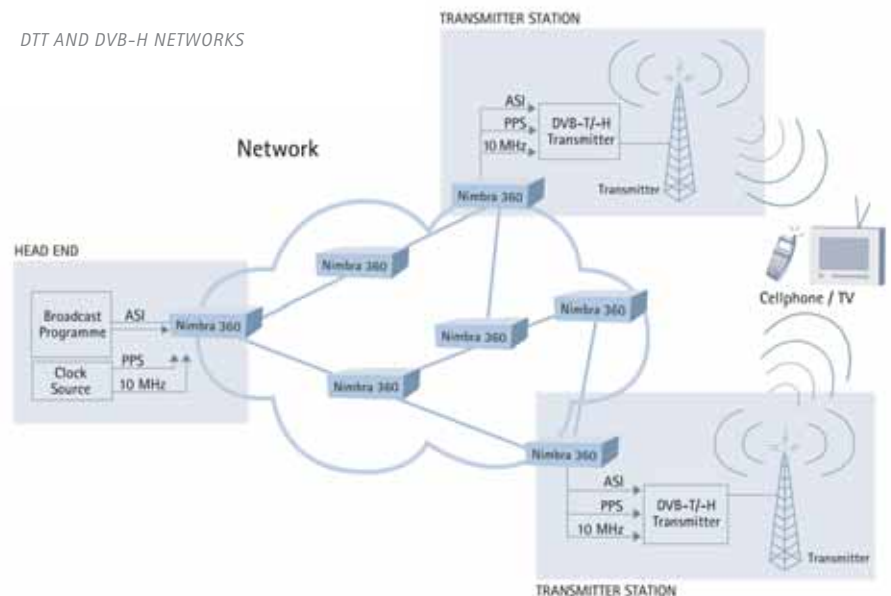 DTT AND DVB-H NETWORKS
TRANSMITTER STATION
ASI
PPS
10 MHz
DVB-T/-H
Transmitter
Transmitter
Network
Nimbra 360
HEAD END
Nimbra 360
Broadcast
Programme
ASI
Nimbra 360
Clock
Source
PPS
10 MHz
Nimbra 360
Nimbra 360
Nimbra 360
Cellphone / TV
Nimbra 360
ASI
PPS
10 MHz
DVB-T/-H
Transmitter
Transmitter
TRANSMITTER STATION